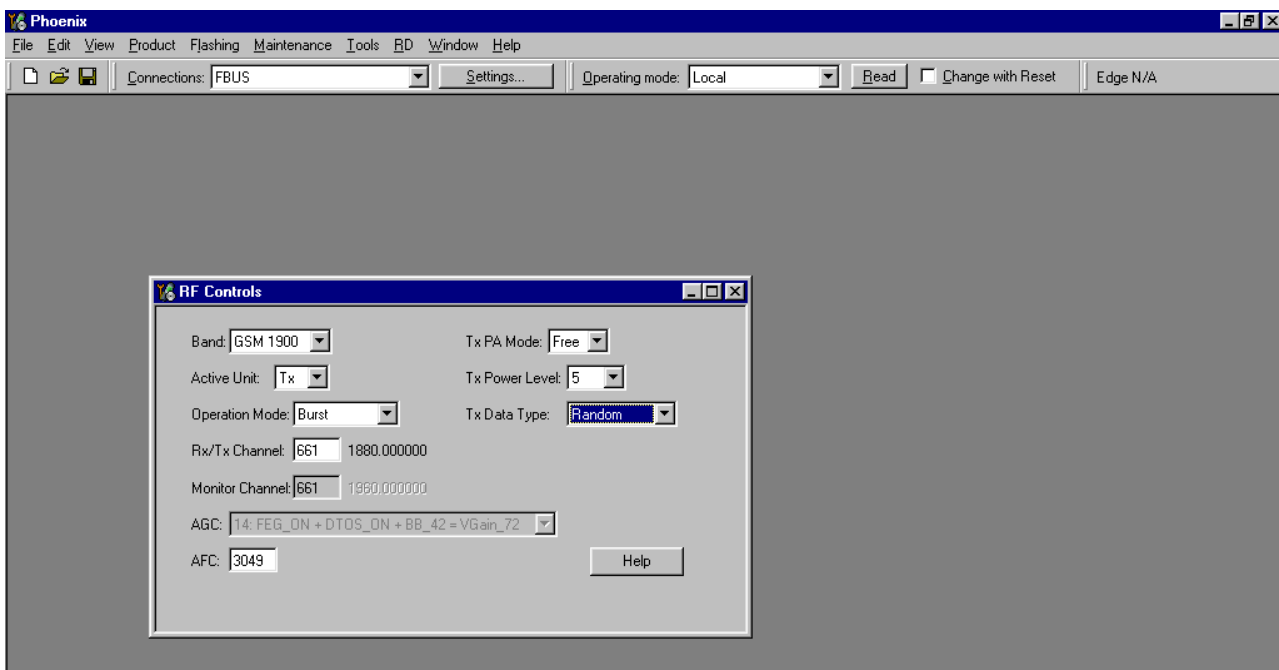 Phoenix
File Edit View Product Flashing Maintenance Tools RD Window Help
Connections: FBUS Settings... Operating mode: Local Read Change with Reset Edge N/A
RF Controls
Band: GSM 1900 Tx PA Mode: Free
Active Unit: Tx Tx Power Level: 5
Operation Mode: Burst Tx Data Type: Random
Rx/Tx Channel: 661 1880.000000
Monitor Channel: 661 1960.000000
AGC: 14: FEG_ON + DTOS_ON + BB_42 = VGain_72
AFC: 3049 Help